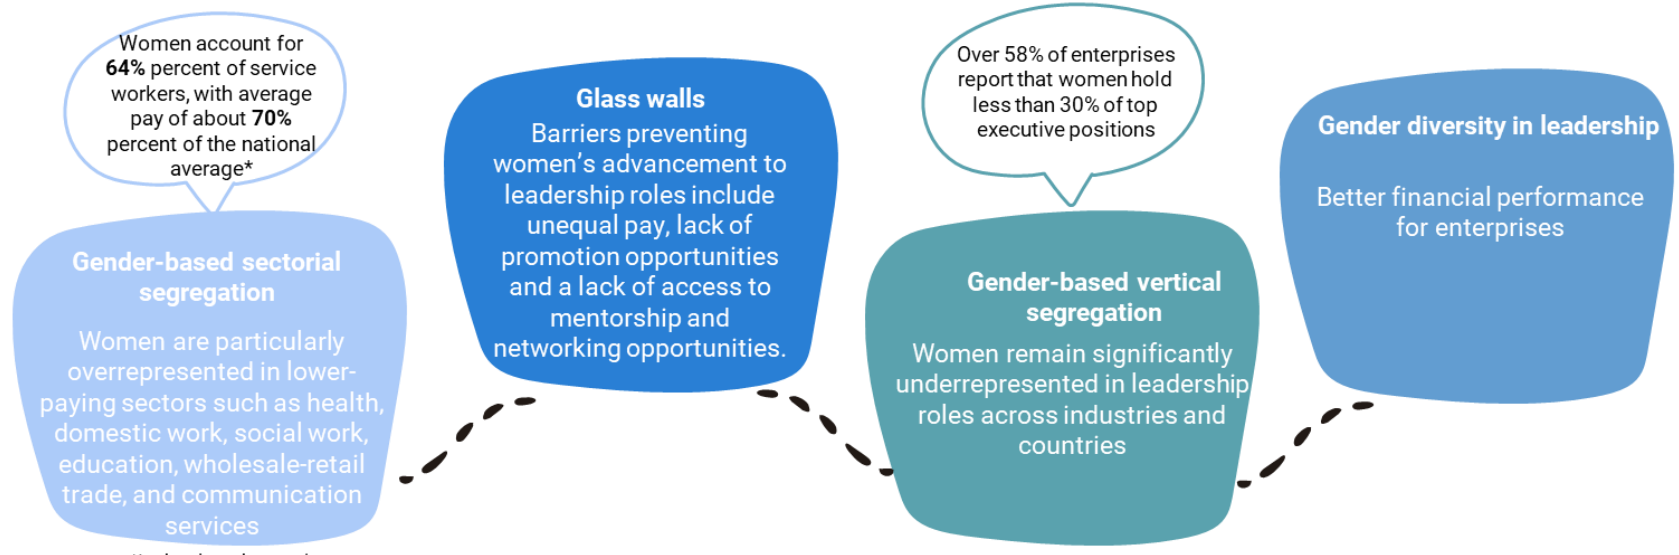 Women account for
64% percent of service
workers, with average
pay of about 70%
percent of the national
average*
Gender-based sectorial
segregation
Women are particularly
overrepresented in lower-
paying sectors such as health,
domestic work, social work,
education, wholesale-retail
trade, and communication
services
Glass walls
Barriers preventing
women's advancement to
leadership roles include
unequal pay, lack of
promotion opportunities
and a lack of access to
mentorship and
networking opportunities.
Over 58% of enterprises
report that women hold
less than 30% of top
executive positions
Gender-based vertical
segregation
Women remain significantly
underrepresented in leadership
roles across industries and
countries
Gender diversity in leadership
Better financial performance
for enterprises